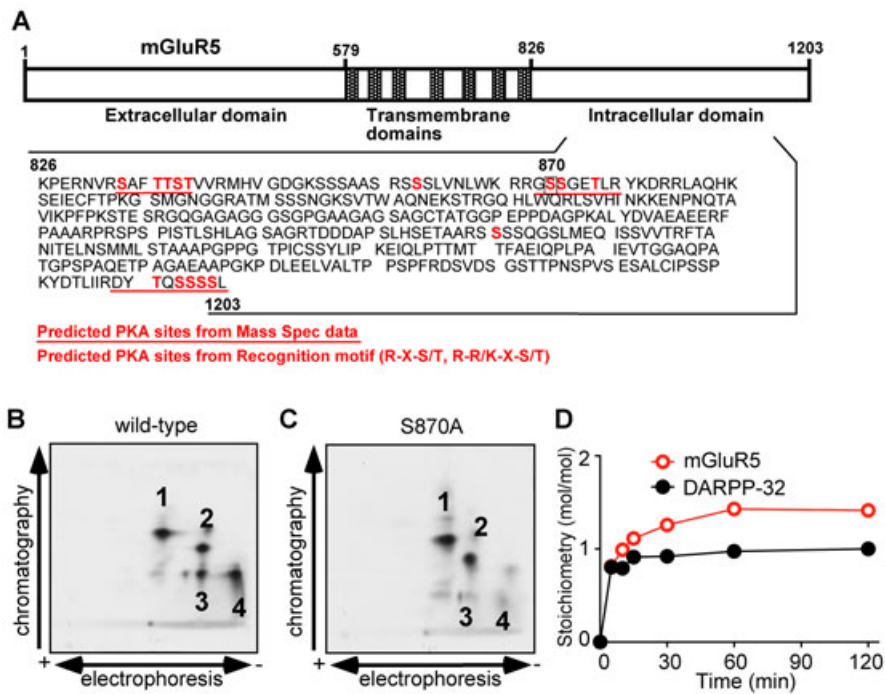 A
1 mGluR5 579 826 1203
Extracellular domain Transmembrane domains Intracellular domain
826 870
KPERNVRSAF TTSTVVRMHV GDGKSSSAAS RSSSLVNLWK RRGSSGETLR YKDRRLAQHK
SEIECFTPKG SMGNGGRATM SSSNGKSVTW AQNEKSTRGQ HLWQRLSVHI NKKENPNQTA
VIKPFPKSTE SRGQGAGAGG GSGPGAAGAG SAGCTATGGP EPPDAGPKAL YDVAEAEERF
PAAARPRSPS PISTLSHLAG SAGRTDDDAP SLHSETAARS SSSQGSLMEQ ISSVVTRFTA
NITELNSMML STAAAPGPPG TPICSSYLIP KEIQLPTTMT TFAEIQPLPA IEVTGGAQPA
TGPSPAQETP AGAEAAPGKP DLEELVALTP PSPFRDSVDS GSTTPNSPVS ESALCIPSSP
KYDTLIIRDY TQSSSSL
1203
Predicted PKA sites from Mass Spec data
Predicted PKA sites from Recognition motif (R-X-S/T, R-R/K-X-S/T)
B
wild-type
chromatography
1
2
3
4
+ electrophoresis -
C
S870A
chromatography
1
2
3
4
+ electrophoresis -
D
mGluR5
DARPP-32
Stoichiometry (mol/mol)
2
1
0
0 30 60 90 120
Time (min)